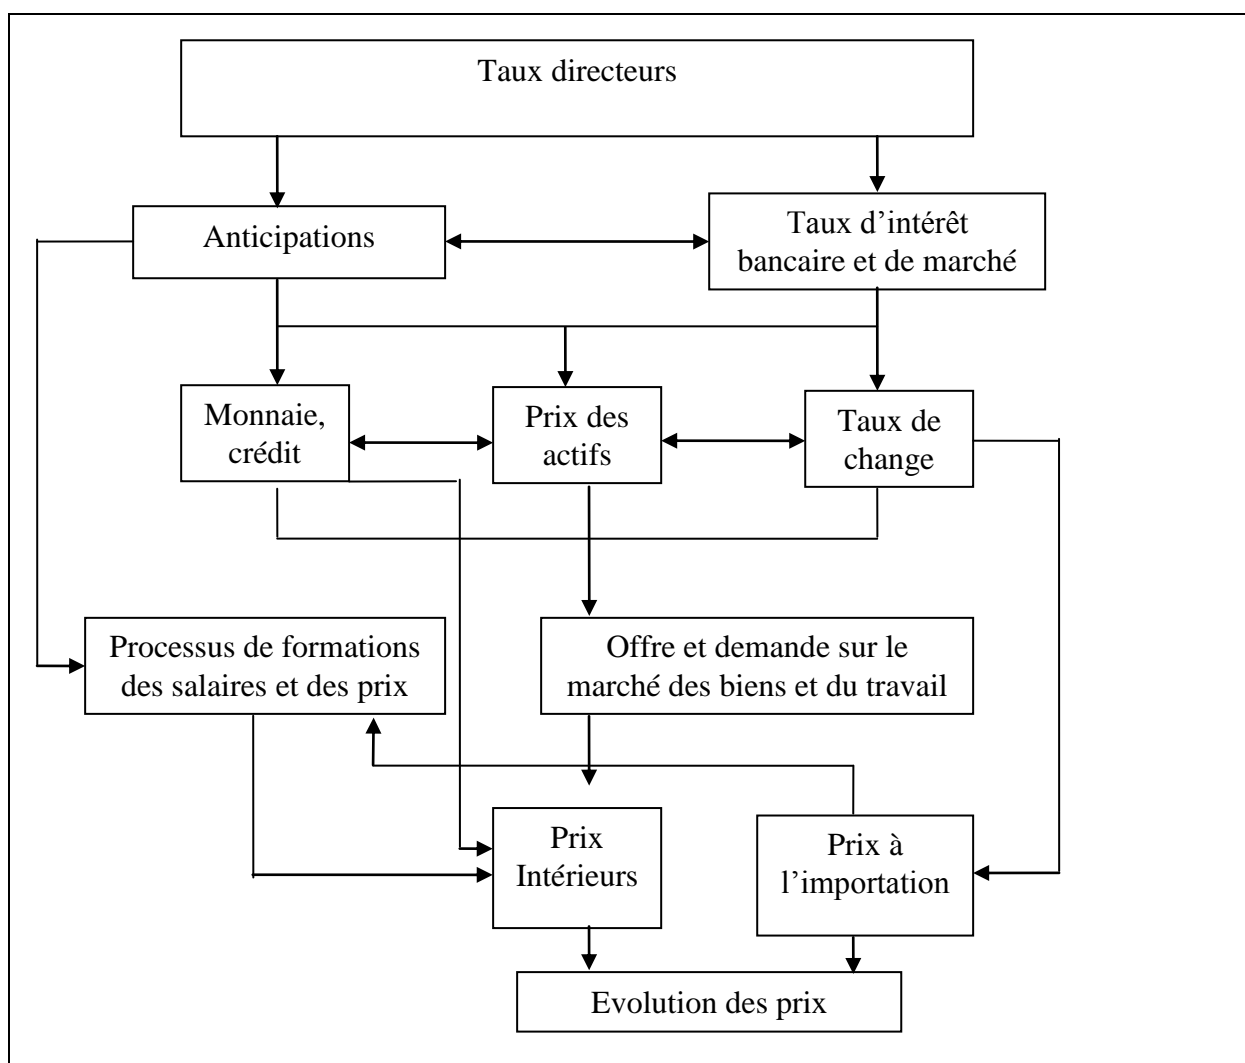 Taux directeurs
Anticipations
Taux d’intérêt
bancaire et de marché
Monnaie,
crédit
Prix des
actifs
Taux de
change
Processus de formations
des salaires et des prix
Offre et demande sur le
marché des biens et du travail
Prix
Intérieurs
Prix à
l’importation
Evolution des prix